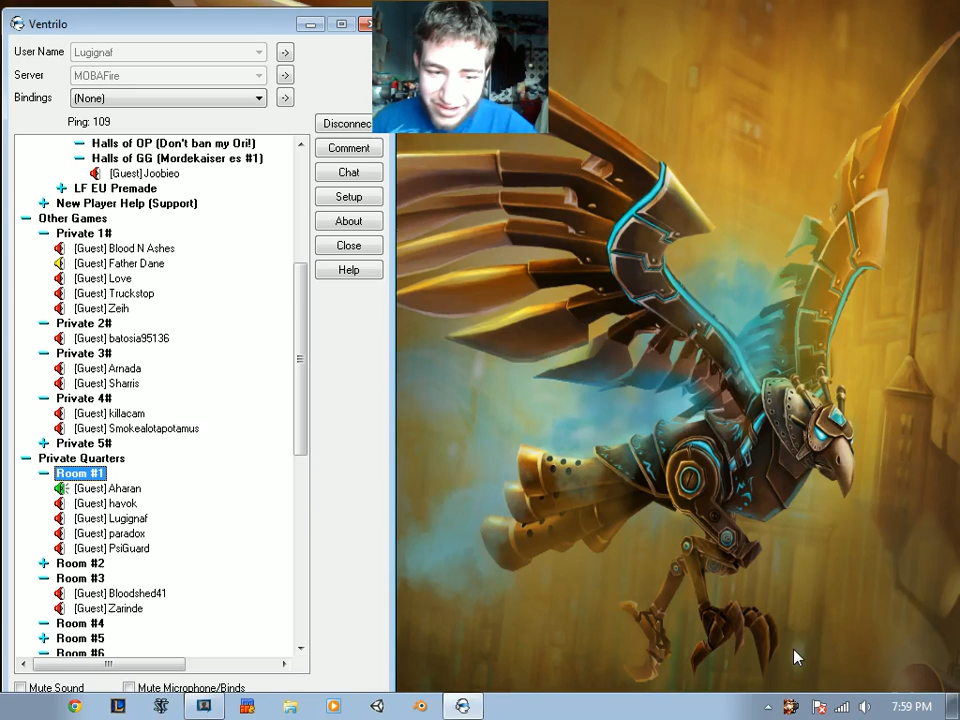 Ventrilo
User Name Lugignaf ->
Server MOBAFire ->
Bindings (None) ->
Ping: 109
Disconnec
Comment
Chat
Setup
About
Close
Help
Halls of OP (Don't ban my Ori!)
Halls of GG (Mordekaiser es #1)
[Guest] Joobieo
LF EU Premade
New Player Help (Support)
Other Games
Private 1#
[Guest] Blood N Ashes
[Guest] Father Dane
[Guest] Love
[Guest] Truckstop
[Guest] Zeih
Private 2#
[Guest] batosia95136
Private 3#
[Guest] Arnada
[Guest] Sharris
Private 4#
[Guest] killacam
[Guest] Smokealotapotamus
Private 5#
Private Quarters
Room #1
[Guest] Aharan
[Guest] havok
[Guest] Lugignaf
[Guest] paradox
[Guest] PsiGuard
Room #2
Room #3
[Guest] Bloodshed41
[Guest] Zarinde
Room #4
Room #5
Room #6
Mute Sound Mute Microphone/Binds
7:59 PM